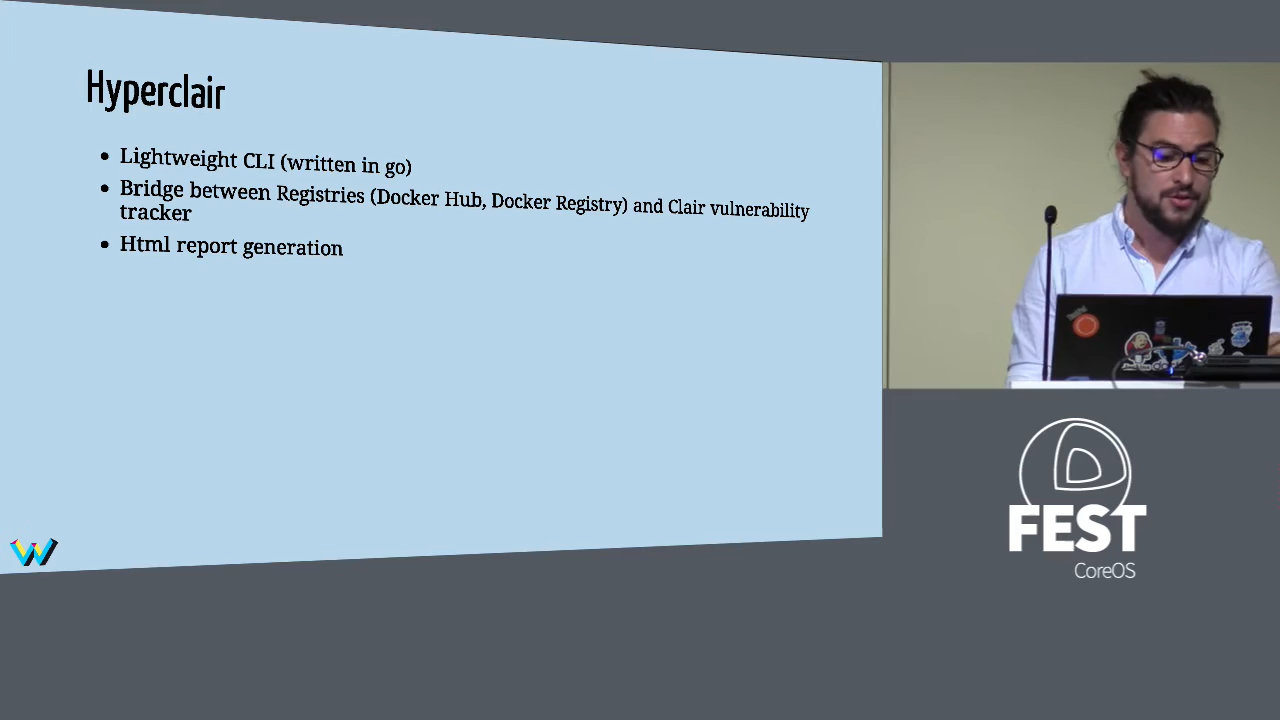 Hyperclair
• Lightweight CLI (written in go)
• Bridge between Registries (Docker Hub, Docker Registry) and Clair vulnerability
tracker
• Html report generation
W
FEST
CoreOS